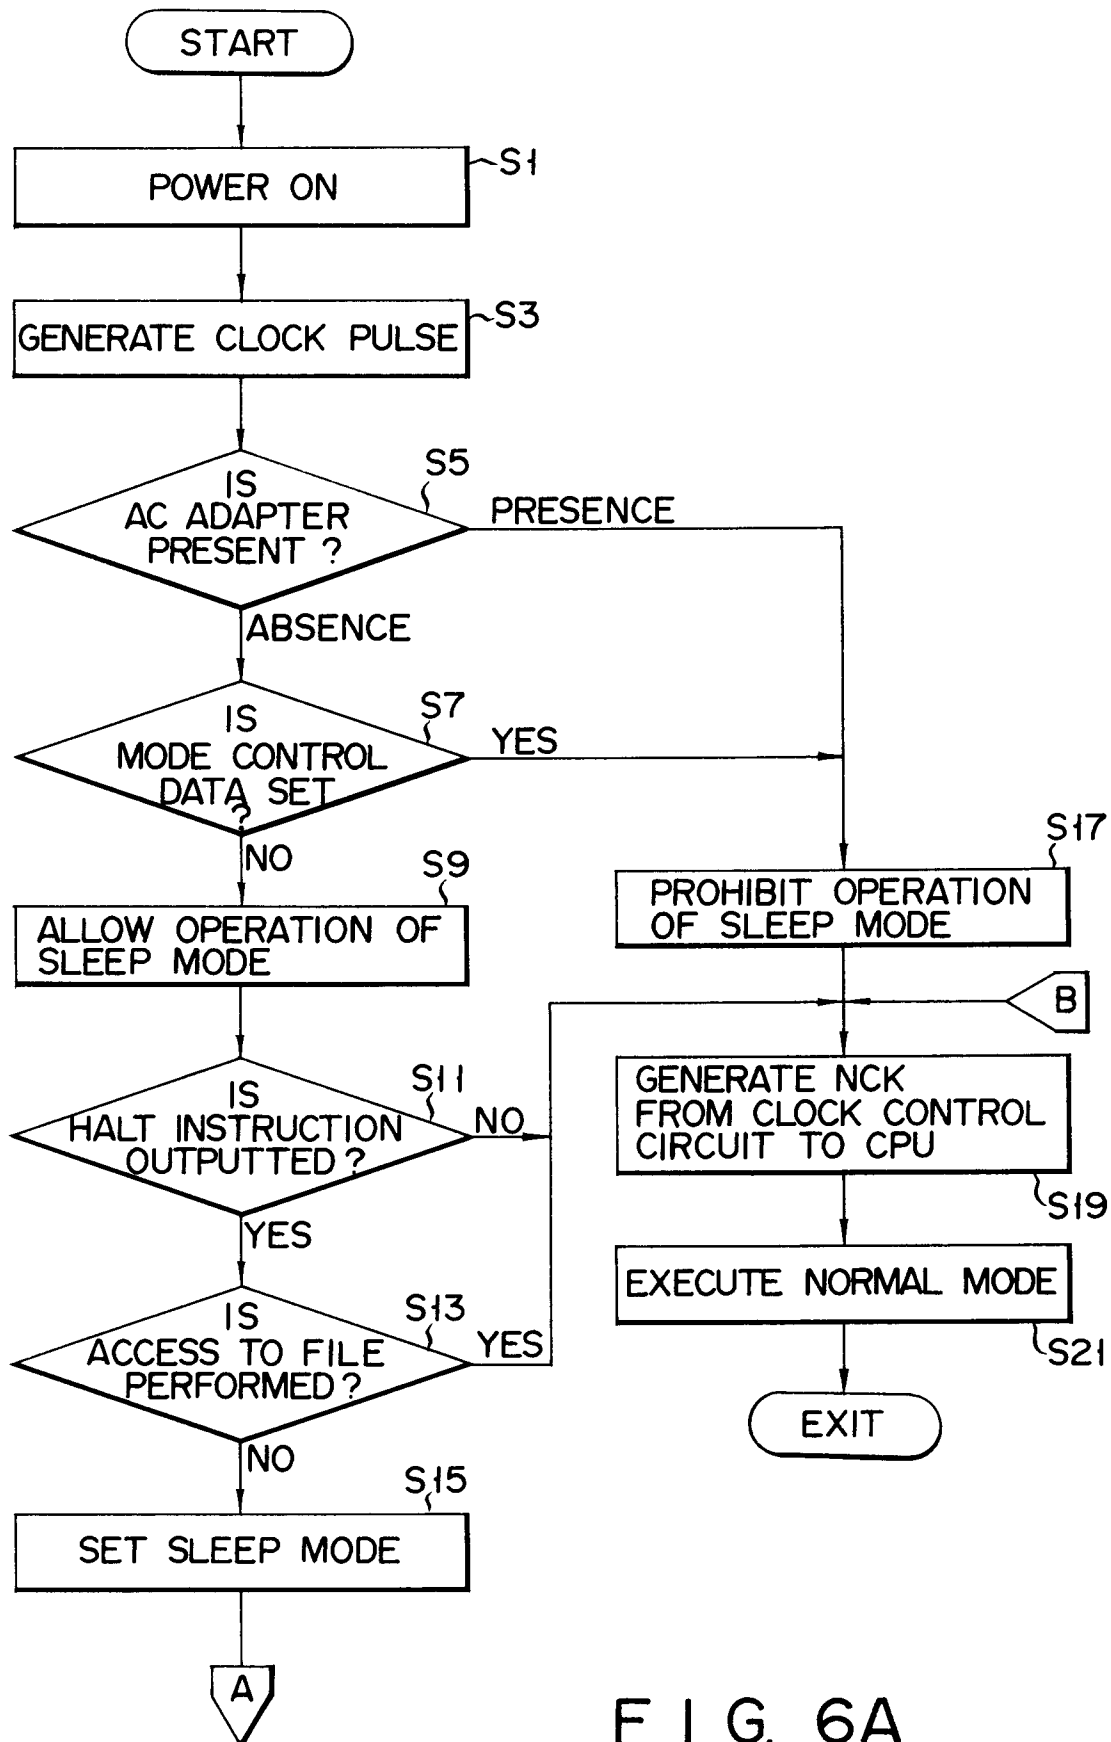 START
POWER ON
S1
GENERATE CLOCK PULSE
S3
IS
AC ADAPTER
PRESENT ?
S5
PRESENCE
ABSENCE
IS
MODE CONTROL
DATA SET
?
S7
YES
NO
ALLOW OPERATION OF
SLEEP MODE
S9
IS
HALT INSTRUCTION
OUTPUTTED ?
S11
NO
YES
IS
ACCESS TO FILE
PERFORMED ?
S13
YES
NO
SET SLEEP MODE
S15
A
PROHIBIT OPERATION
OF SLEEP MODE
S17
B
GENERATE NCK
FROM CLOCK CONTROL
CIRCUIT TO CPU
S19
EXECUTE NORMAL MODE
S21
EXIT
FIG. 6A